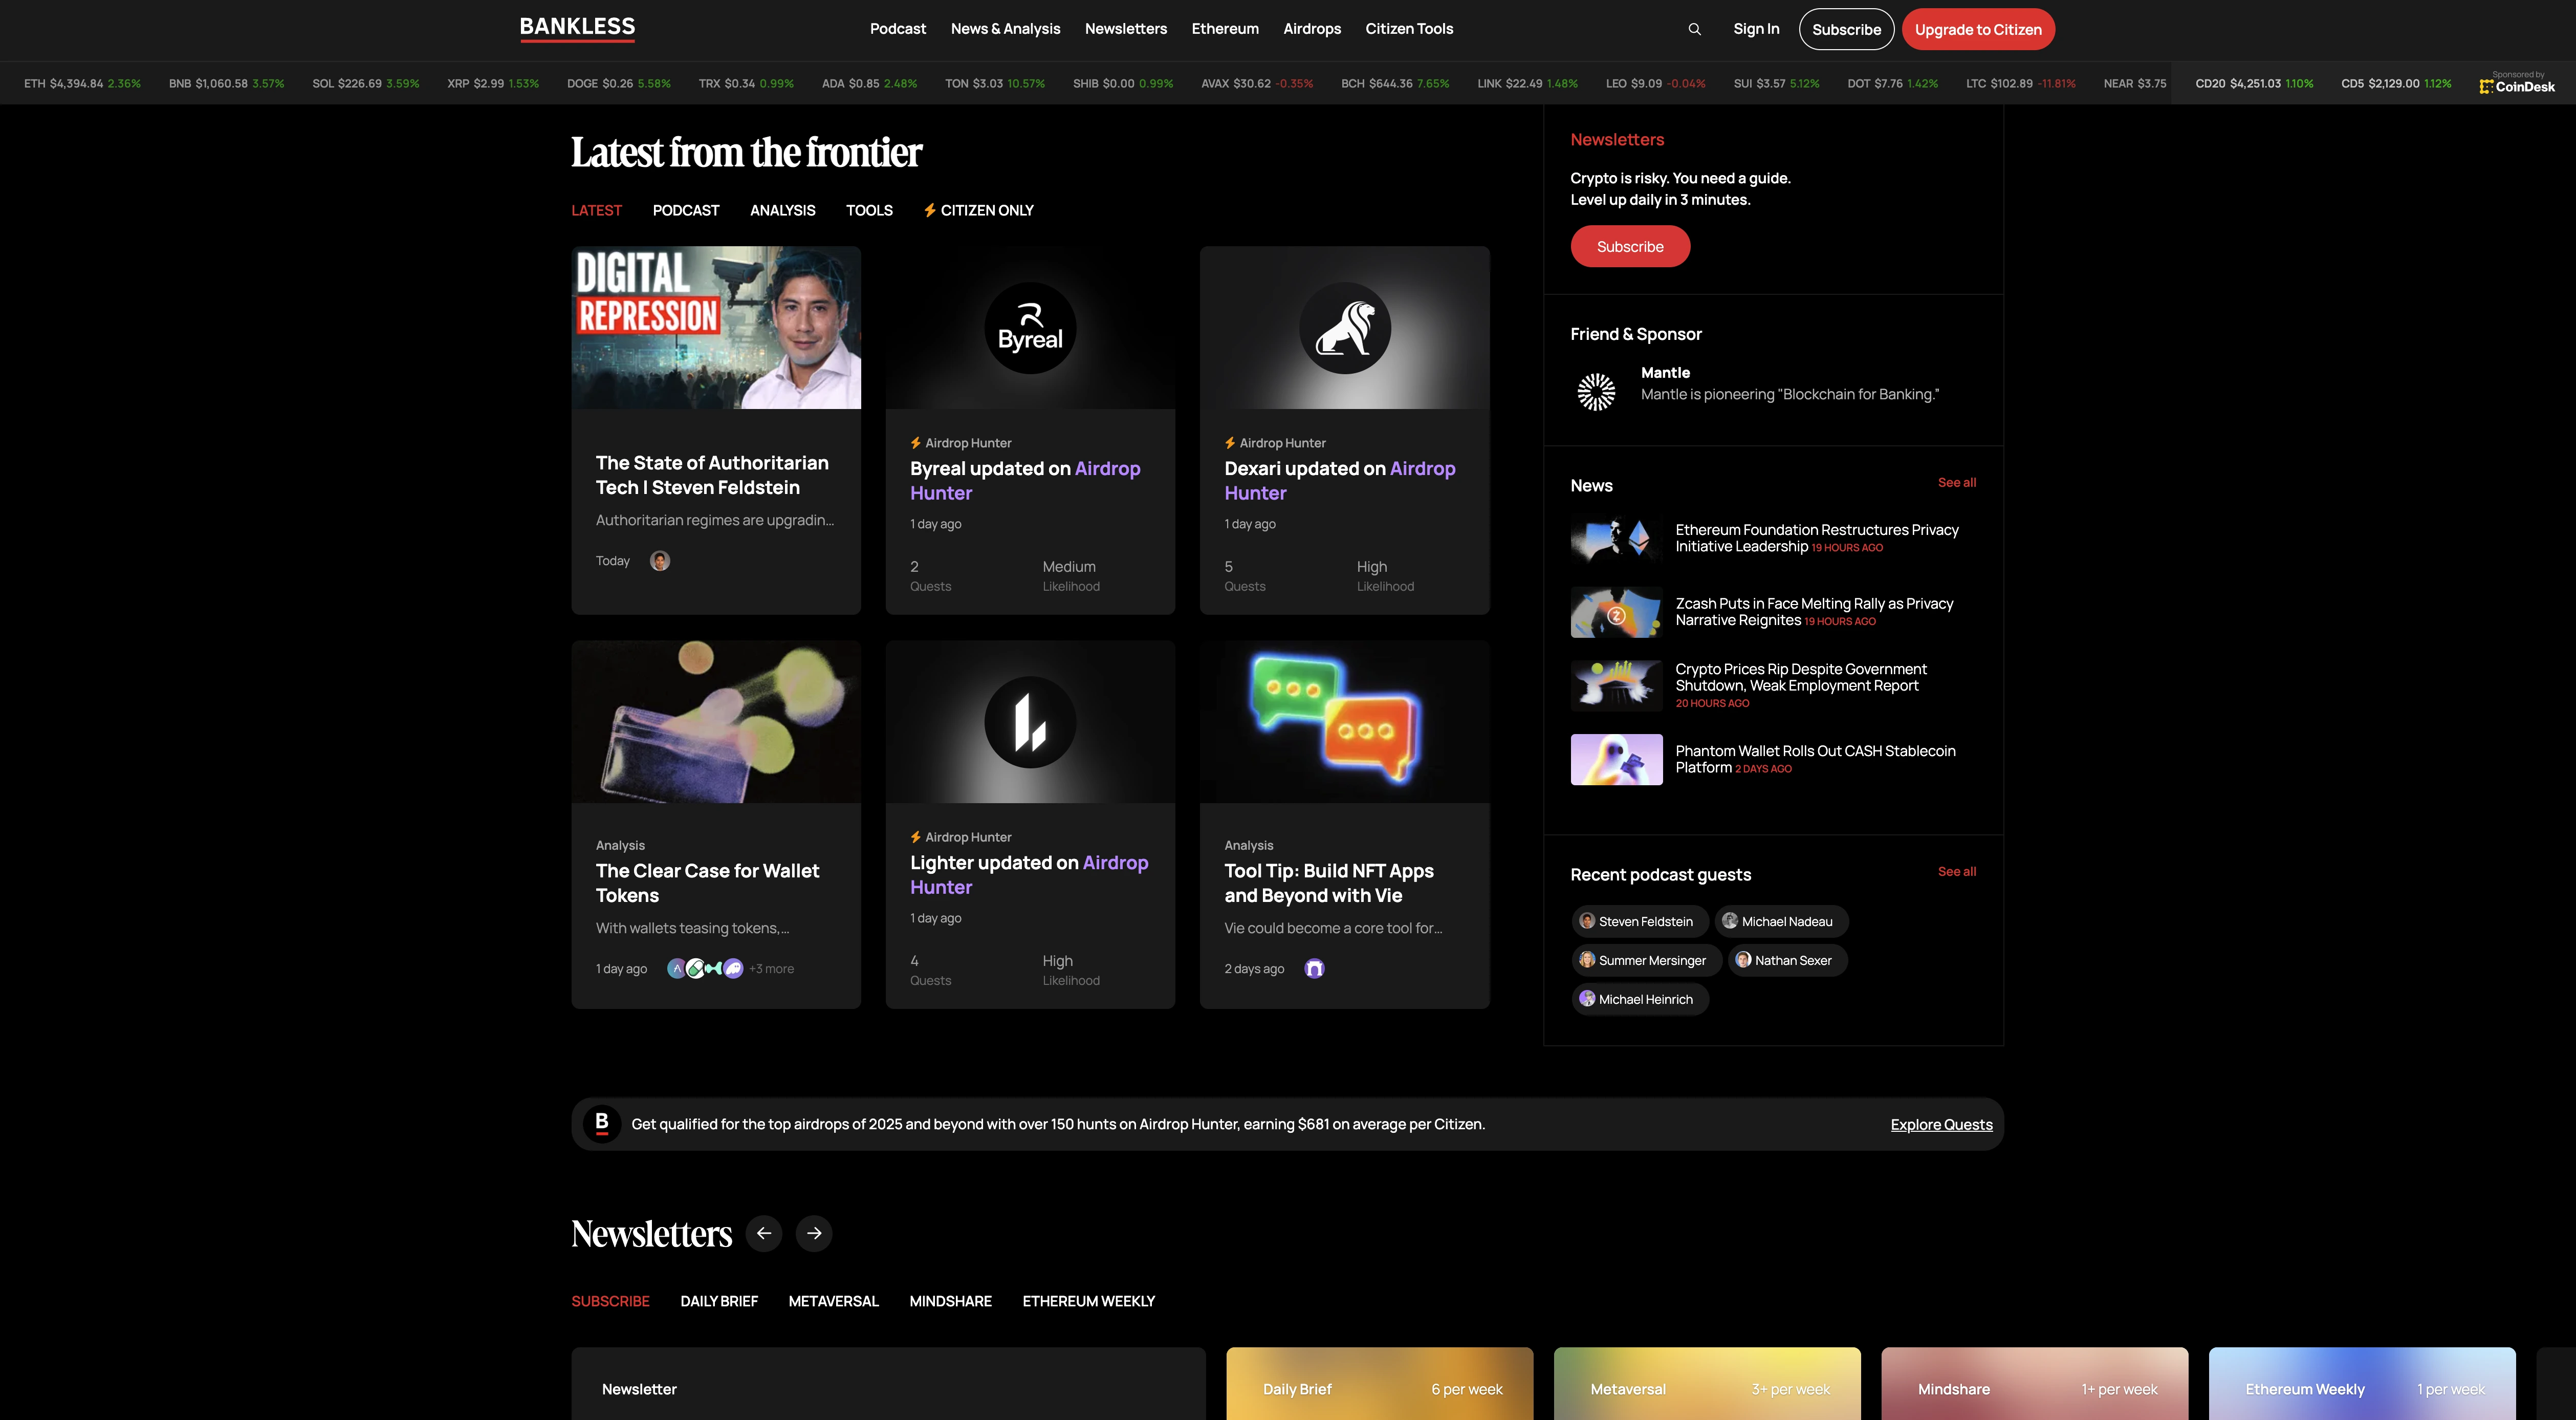 BANKLESS
Podcast
News & Analysis
Newsletters
Ethereum
Airdrops
Citizen Tools
Sign In
Subscribe
Upgrade to Citizen
ETH $4,394.84 2.36%
BNB $1,060.58 3.57%
SOL $226.69 3.59%
XRP $2.99 1.53%
DOGE $0.26 5.58%
TRX $0.34 0.99%
ADA $0.85 2.48%
TON $3.03 10.57%
SHIB $0.00 0.99%
AVAX $30.62 -0.35%
BCH $644.36 7.65%
LINK $22.49 1.48%
LEO $9.09 -0.04%
SUI $3.57 5.12%
DOT $7.76 1.42%
LTC $102.89 -11.81%
NEAR $3.75
CD20 $4,251.03 1.10%
CD5 $2,129.00 1.12%
Sponsored by
CoinDesk
Latest from the frontier
LATEST
PODCAST
ANALYSIS
TOOLS
⚡ CITIZEN ONLY
DIGITAL
REPRESSION
The State of Authoritarian
Tech | Steven Feldstein
Authoritarian regimes are upgradin...
Today
Byreal
⚡ Airdrop Hunter
Byreal updated on Airdrop
Hunter
1 day ago
2
Quests
Medium
Likelihood
⚡ Airdrop Hunter
Dexari updated on Airdrop
Hunter
1 day ago
5
Quests
High
Likelihood
Analysis
The Clear Case for Wallet
Tokens
With wallets teasing tokens,...
1 day ago
+3 more
⚡ Airdrop Hunter
Lighter updated on Airdrop
Hunter
1 day ago
4
Quests
High
Likelihood
Analysis
Tool Tip: Build NFT Apps
and Beyond with Vie
Vie could become a core tool for...
2 days ago
Newsletters
Crypto is risky. You need a guide.
Level up daily in 3 minutes.
Subscribe
Friend & Sponsor
Mantle
Mantle is pioneering “Blockchain for Banking.”
News
See all
Ethereum Foundation Restructures Privacy
Initiative Leadership 19 HOURS AGO
Zcash Puts in Face Melting Rally as Privacy
Narrative Reignites 19 HOURS AGO
Crypto Prices Rip Despite Government
Shutdown, Weak Employment Report
20 HOURS AGO
Phantom Wallet Rolls Out CASH Stablecoin
Platform 2 DAYS AGO
Recent podcast guests
See all
Steven Feldstein
Michael Nadeau
Summer Mersinger
Nathan Sexer
Michael Heinrich
B
Get qualified for the top airdrops of 2025 and beyond with over 150 hunts on Airdrop Hunter, earning $681 on average per Citizen.
Explore Quests
Newsletters
SUBSCRIBE
DAILY BRIEF
METAVERSAL
MINDSHARE
ETHEREUM WEEKLY
Newsletter
Daily Brief
6 per week
Metaversal
3+ per week
Mindshare
1+ per week
Ethereum Weekly
1 per week